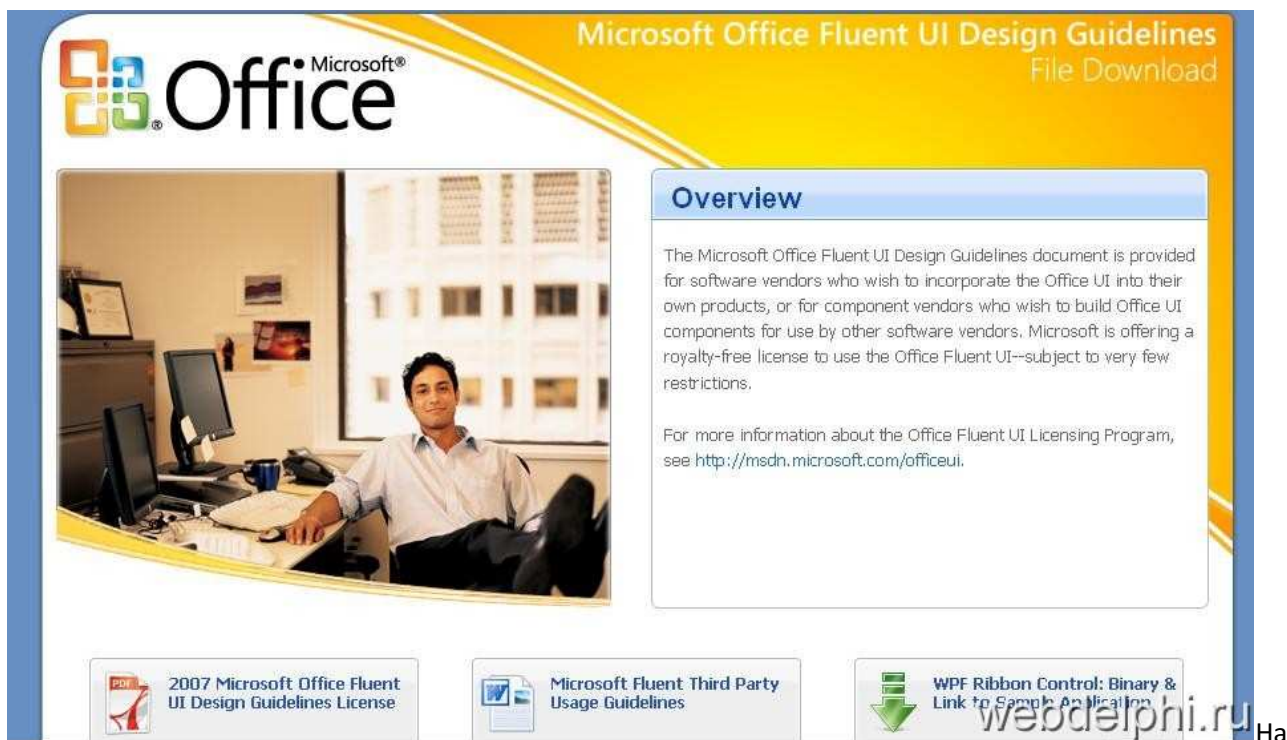 Microsoft®
Office®
Microsoft Office Fluent UI Design Guidelines
File Download
Overview
The Microsoft Office Fluent UI Design Guidelines document is provided
for software vendors who wish to incorporate the Office UI into their
own products, or for component vendors who wish to build Office UI
components for use by other software vendors. Microsoft is offering a
royalty-free license to use the Office Fluent UI--subject to very few
restrictions.
For more information about the Office Fluent UI Licensing Program,
see http://msdn.microsoft.com/officeui.
PDF
2007 Microsoft Office Fluent
UI Design Guidelines License
W
Microsoft Fluent Third Party
Usage Guidelines
WPF Ribbon Control: Binary &
Link to Sample Application
webdelphi.ru
На